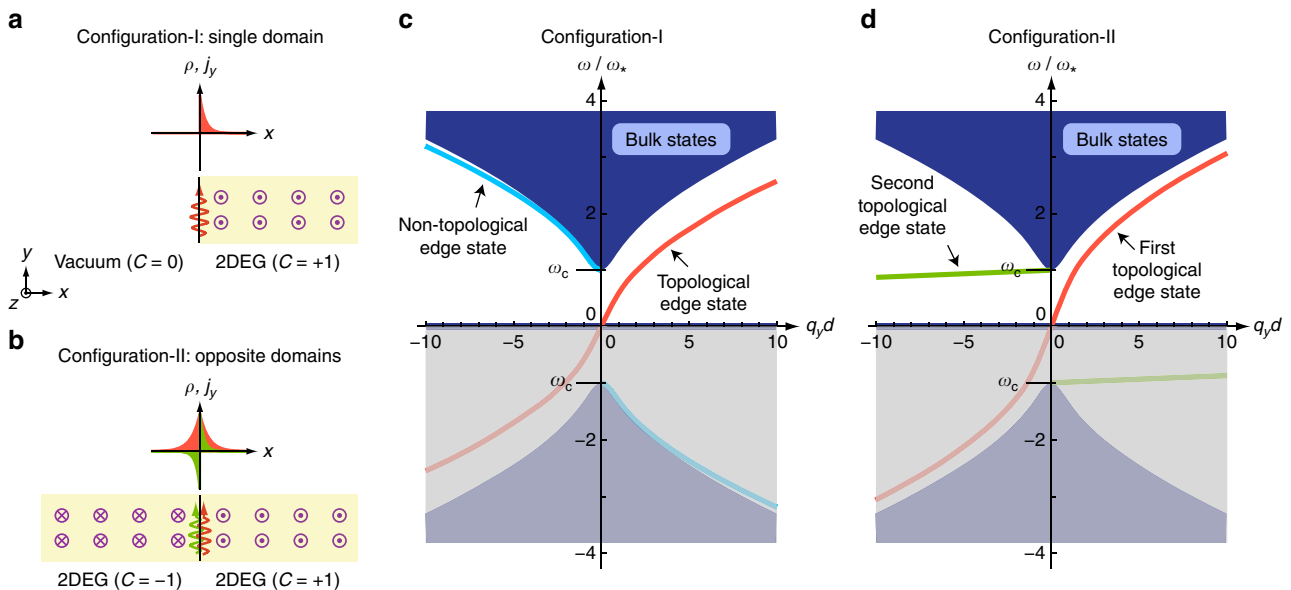 a
Configuration-I: single domain
ρ, j_y
x
y
x
z
Vacuum (C = 0)
2DEG (C = +1)
b
Configuration-II: opposite domains
ρ, j_y
x
2DEG (C = −1)
2DEG (C = +1)
c
Configuration-I
ω / ω⋆
4
Bulk states
2
Non-topological
edge state
ω_c
Topological
edge state
0
q_y d
−10
−5
0
5
10
ω_c
−2
−4
d
Configuration-II
ω / ω⋆
4
Bulk states
Second
topological
edge state
2
ω_c
First
topological
edge state
0
q_y d
−10
−5
0
5
10
ω_c
−2
−4